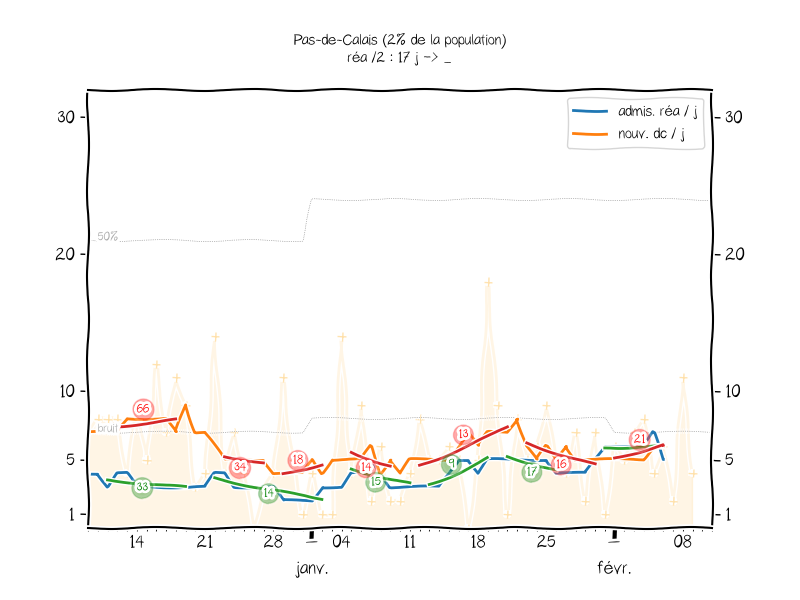 Pas-de-Calais (2% de la population)
réa /2 : 17 j -> _
admis. réa / j
nouv. dc / j
30 30
50%
20 20
10 10
bruit
66
34
18
14
13
16
21
33
14
15
9
17
5 5
1 1
14 21 28 04 11 18 25 08
janv. févr.